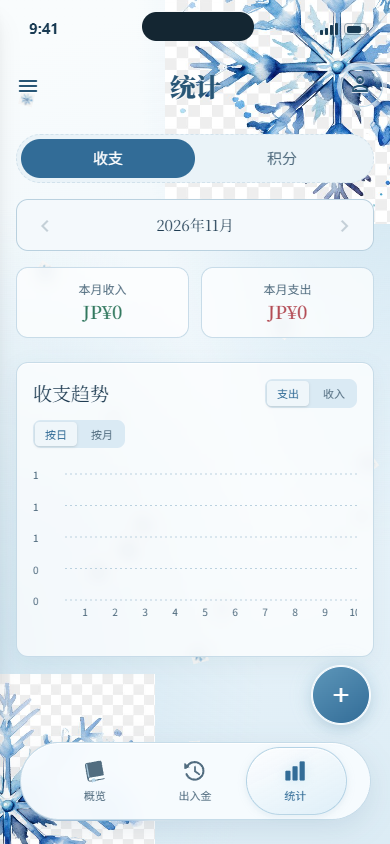 9:41
统计
收支
积分
2026年11月
本月收入
JP¥0
本月支出
JP¥0
收支趋势
支出
收入
按日
按月
1
1
1
0
0
1 2 3 4 5 6 7 8 9 10
+
概览
出入金
统计